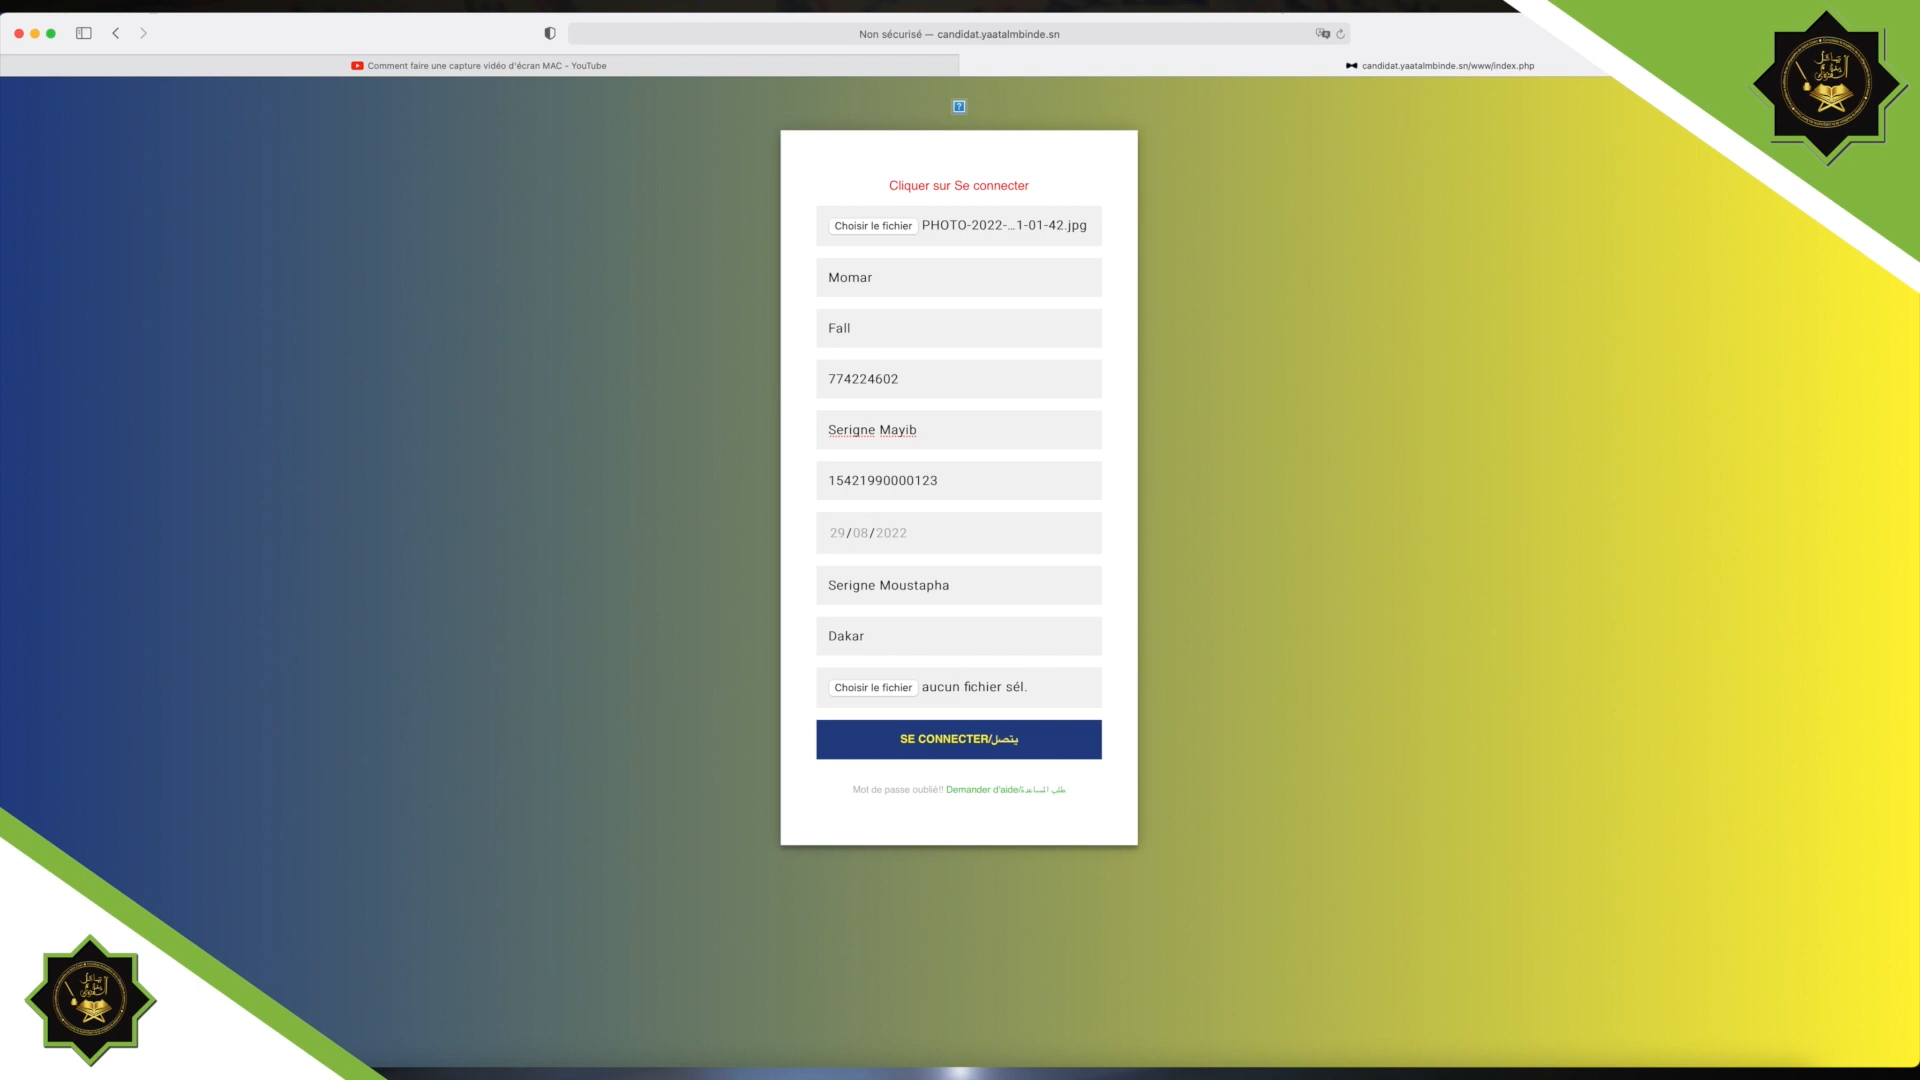 Non sécurisé — candidat.yaatalmbinde.sn
Comment faire une capture vidéo d'écran MAC - YouTube
candidat.yaatalmbinde.sn/www/index.php
Cliquer sur Se connecter
Choisir le fichier PHOTO-2022-...1-01-42.jpg
Momar
Fall
774224602
Serigne Mayib
15421990000123
29/08/2022
Serigne Moustapha
Dakar
Choisir le fichier aucun fichier sél.
SE CONNECTER/يتصل
Mot de passe oublié!! Demander d'aide/طلب المساعدة